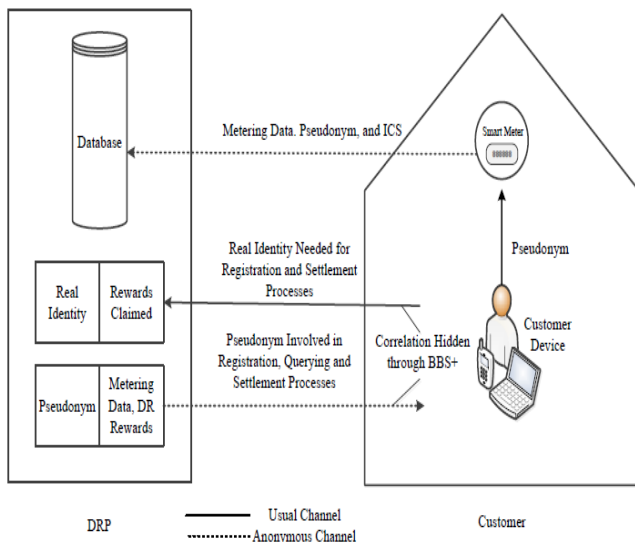 Database
Metering Data. Pseudonym, and ICS
Smart Meter
Pseudonym
Real Identity Needed for
Registration and Settlement
Processes
Real
Identity
Rewards
Claimed
Customer
Device
Correlation Hidden
through BBS+
Pseudonym Involved in
Registration, Querying and
Settlement Processes
Pseudonym
Metering
Data, DR
Rewards
DRP
Usual Channel
Anonymous Channel
Customer